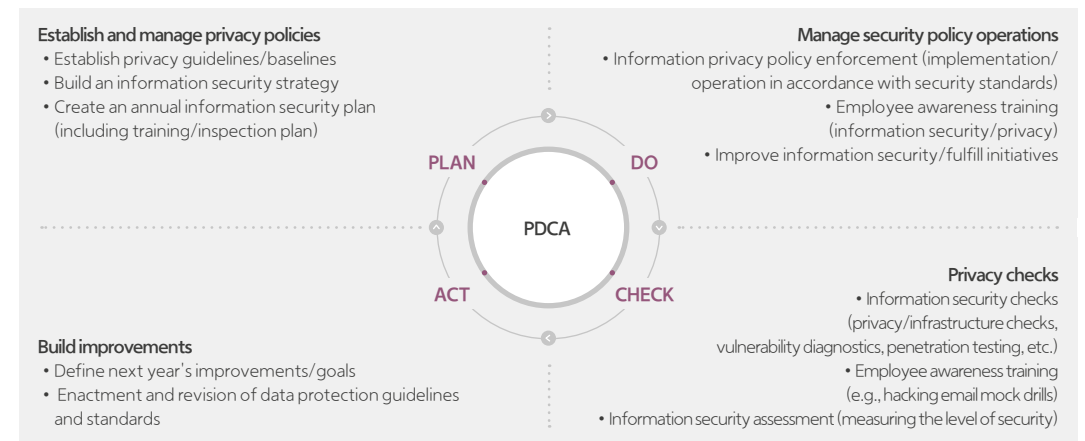 Establish and manage privacy policies
• Establish privacy guidelines/baselines
• Build an information security strategy
• Create an annual information security plan
(including training/inspection plan)
Manage security policy operations
• Information privacy policy enforcement (implementation/
operation in accordance with security standards)
• Employee awareness training
(information security/privacy)
• Improve information security/fulfill initiatives
PLAN
DO
PDCA
ACT
CHECK
Build improvements
• Define next year's improvements/goals
• Enactment and revision of data protection guidelines
and standards
Privacy checks
• Information security checks
(privacy/infrastructure checks,
vulnerability diagnostics, penetration testing, etc.)
• Employee awareness training
(e.g., hacking email mock drills)
• Information security assessment (measuring the level of security)